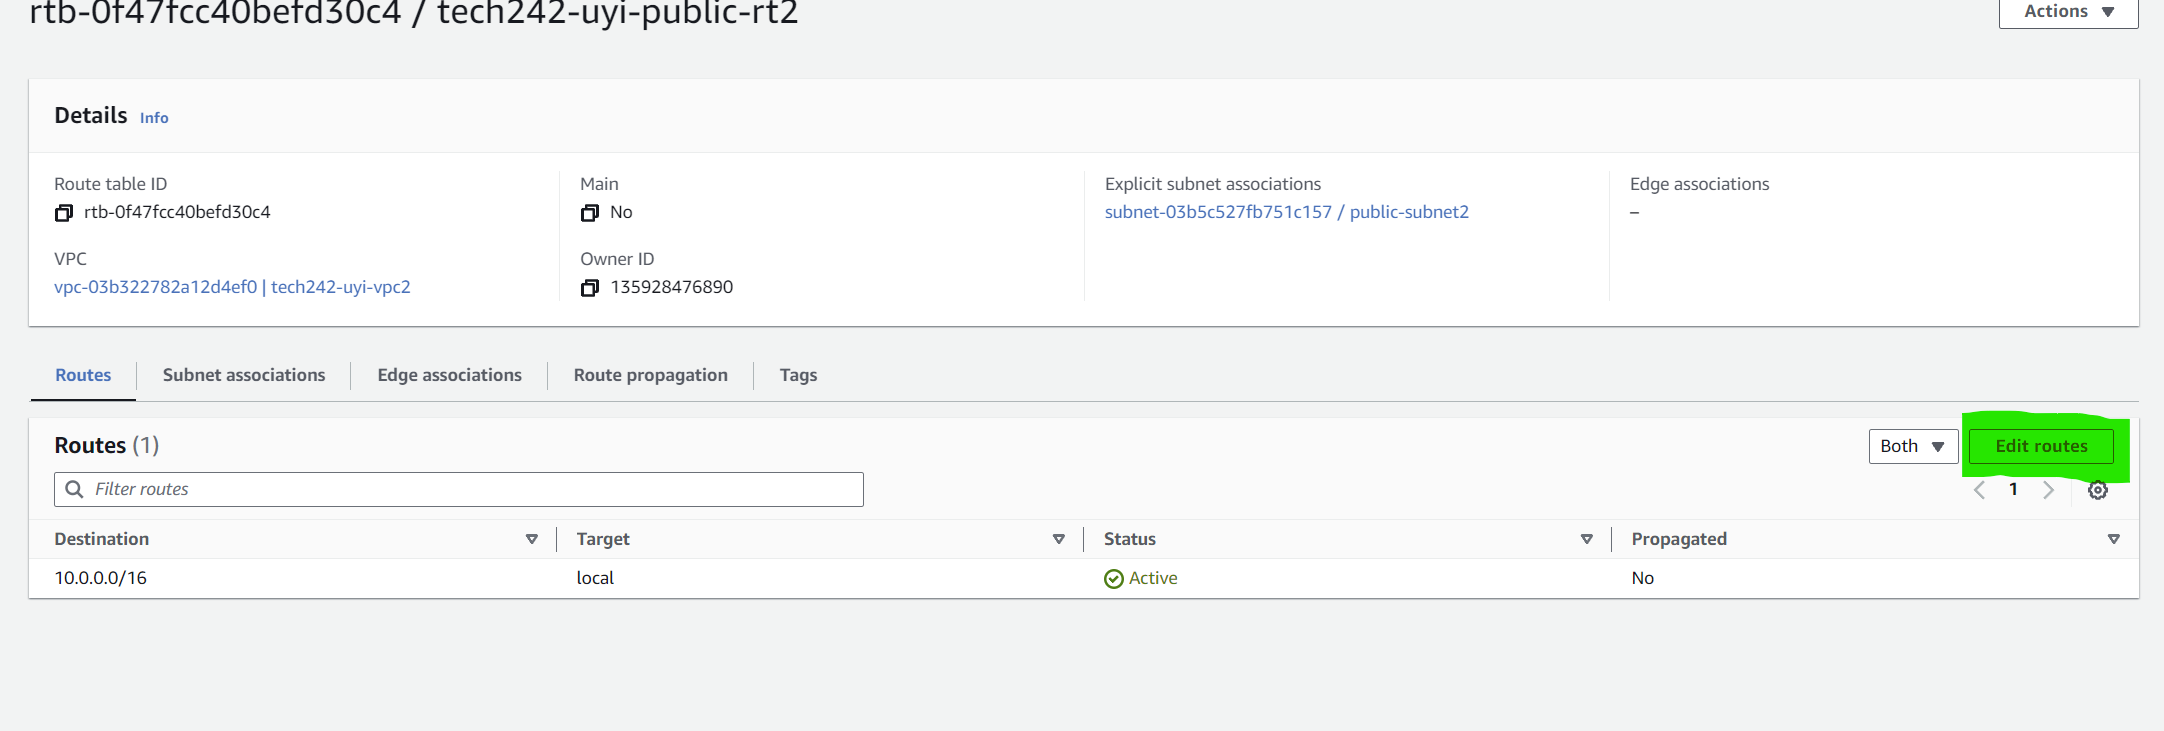 rtb-0f47fcc40befd30c4 / tech242-uyi-public-rt2
Actions
Details Info
Route table ID
rtb-0f47fcc40befd30c4
Main
No
Explicit subnet associations
subnet-03b5c527fb751c157 / public-subnet2
Edge associations
–
VPC
vpc-03b322782a12d4ef0 | tech242-uyi-vpc2
Owner ID
135928476890
Routes Subnet associations Edge associations Route propagation Tags
Routes (1)
Both
Edit routes
Filter routes
1
Destination Target Status Propagated
10.0.0.0/16 local Active No